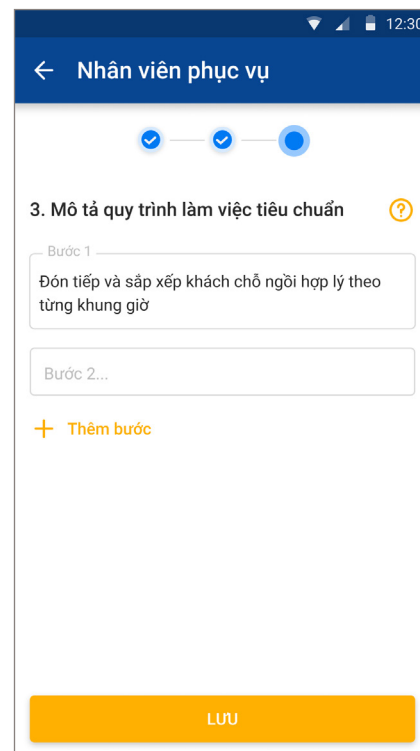 12:30
Nhân viên phục vụ
3. Mô tả quy trình làm việc tiêu chuẩn
Bước 1
Đón tiếp và sắp xếp khách chỗ ngồi hợp lý theo
từng khung giờ
Bước 2...
Thêm bước
LƯU